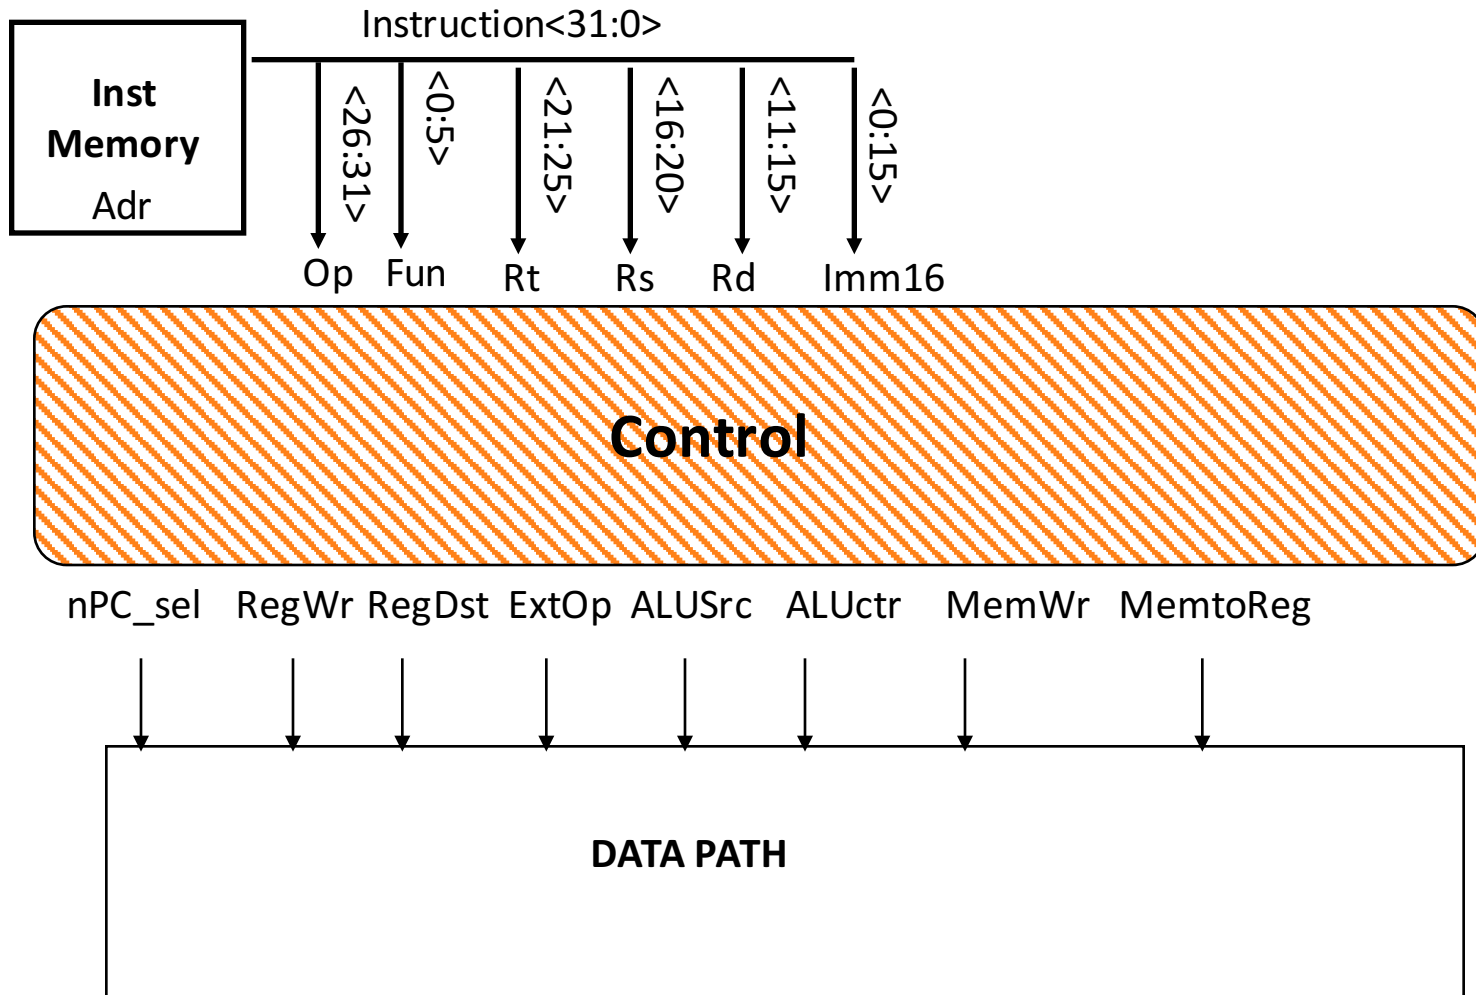 Instruction<31:0>
Inst
Memory
Adr
<26:31>
<0:5>
<21:25>
<16:20>
<11:15>
<0:15>
Op Fun Rt Rs Rd Imm16
Control
nPC_sel RegWr RegDst ExtOp ALUSrc ALUctr MemWr MemtoReg
DATA PATH